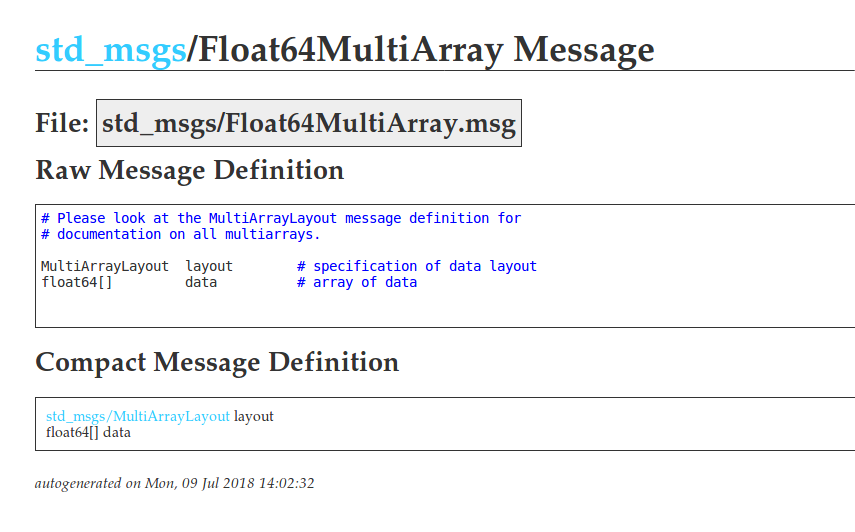 std_msgs/Float64MultiArray Message
File: std_msgs/Float64MultiArray.msg
Raw Message Definition
# Please look at the MultiArrayLayout message definition for
# documentation on all multiarrays.
MultiArrayLayout  layout        # specification of data layout
float64[]         data          # array of data
Compact Message Definition
std_msgs/MultiArrayLayout layout
float64[] data
autogenerated on Mon, 09 Jul 2018 14:02:32